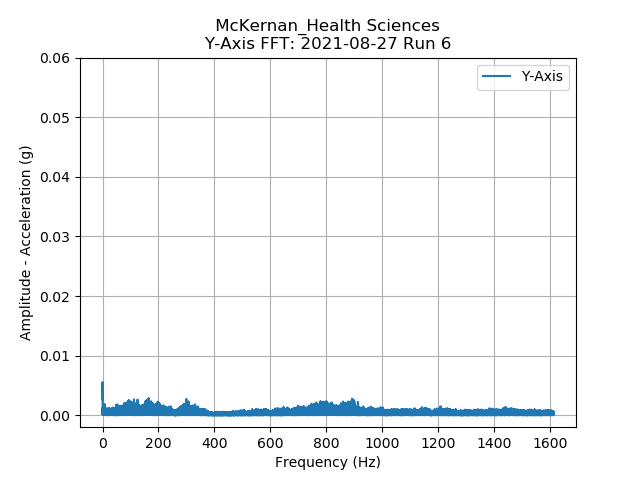 McKernan_Health Sciences
Y-Axis FFT: 2021-08-27 Run 6
Y-Axis
0.06
0.05
0.04
0.03
0.02
0.01
0.00
Amplitude - Acceleration (g)
0 200 400 600 800 1000 1200 1400 1600
Frequency (Hz)